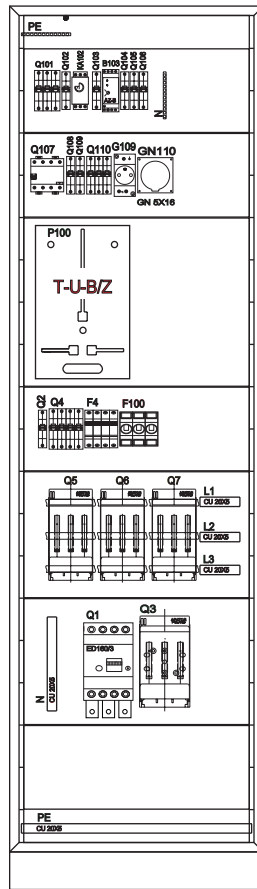 PE
Q101
Q102
KA102
Q103
B103
Q104
Q105
Q106
N
Q107
Q108
Q109
Q110
G109
GN110
GN 5X16
P100
T-U-B/Z
Q2
Q4
F4
F100
Q5
Q6
Q7
L1
CU 20X5
L2
CU 20X5
L3
CU 20X5
Q1
Q3
ED160/3
N
CU 20X5
PE
CU 20X5